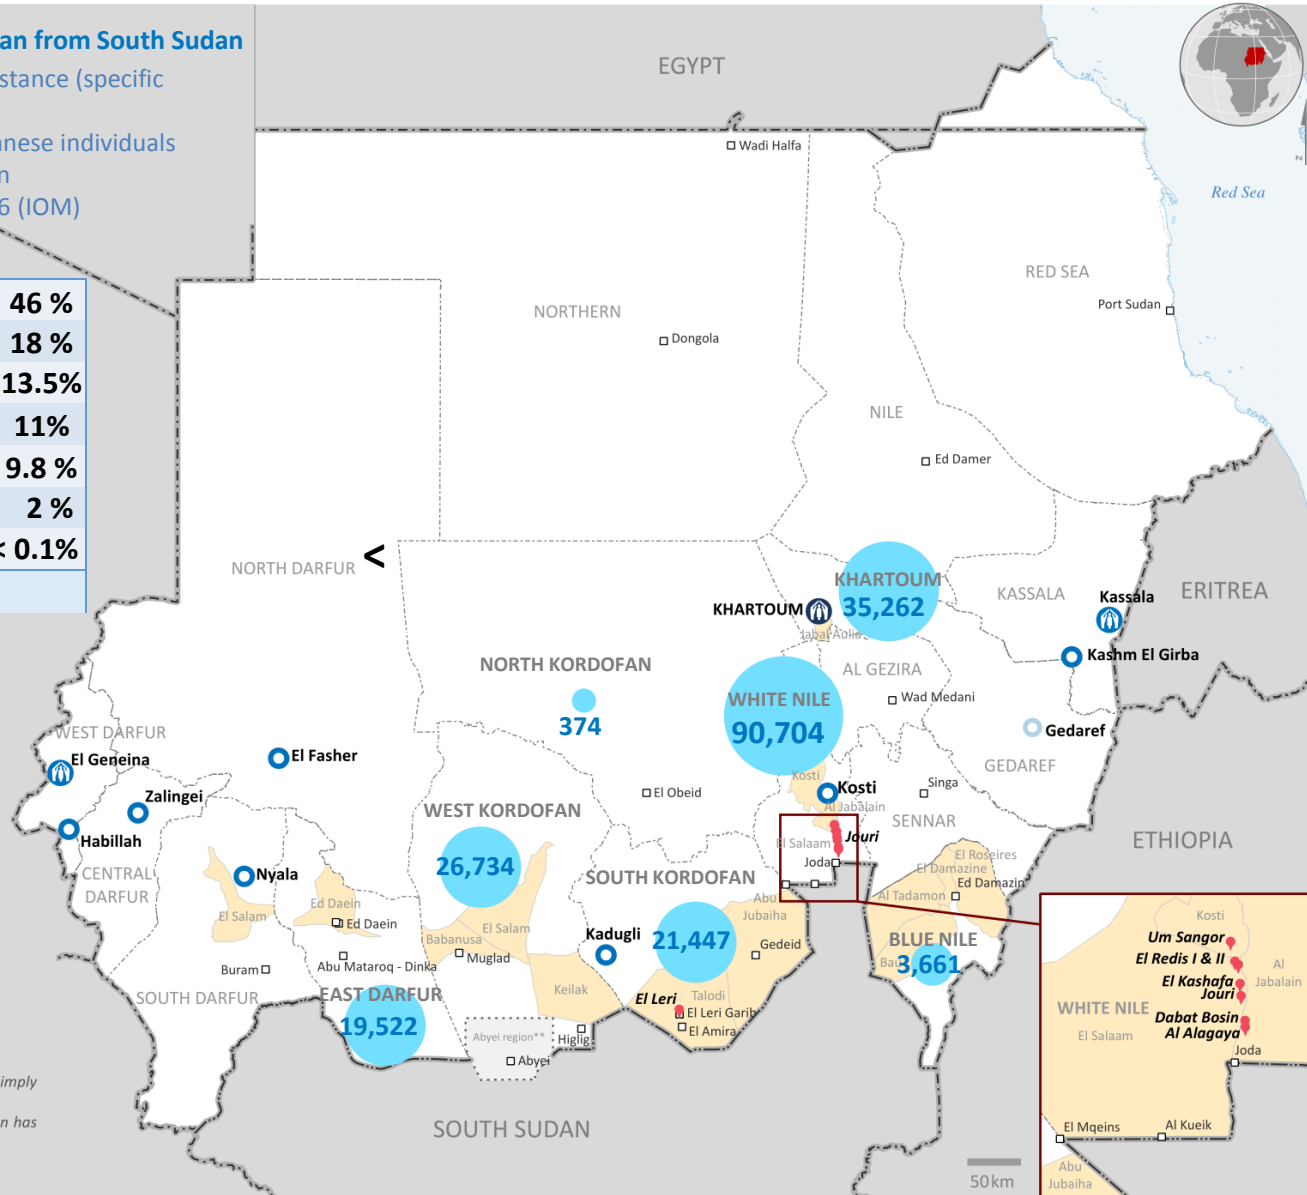 an from South Sudan
stance (specific
nese individuals
n
6 (IOM)
46 %
18 %
13.5%
11%
9.8 %
2 %
< 0.1%
EGYPT
Wadi Halfa
Red Sea
z
RED SEA
Port Sudan
NORTHERN
Dongola
NILE
Ed Damer
NORTH DARFUR
<
KHARTOUM
35,262
KHARTOUM
Jabal Aulia
KASSALA
Kassala
ERITREA
Kashm El Girba
NORTH KORDOFAN
374
AL GEZIRA
WHITE NILE
90,704
Wad Medani
Gedaref
GEDAREF
WEST DARFUR
El Geneina
El Fasher
Zalingei
Habillah
CENTRAL
DARFUR
Kosti
Kosti
Al Jabalain
Singa
SENNAR
El Obeid
WEST KORDOFAN
26,734
El Salaam
Jouri
Joda
ETHIOPIA
Nyala
El Salam
Ed Daein
Ed Daein
SOUTH KORDOFAN
21,447
Abu
Jubaiha
Gedeid
El Roseires
El Damazine
Ed Damazin
Al Tadamon
BLUE NILE
3,661
Kadugli
El Salam
Babanusa
Muglad
Abu Mataroq - Dinka
Buram
SOUTH DARFUR
EAST DARFUR
19,522
Keilak
El Leri
Talodi
El Leri Garib
El Amira
Abyei region**
Higlig
Abyei
SOUTH SUDAN
50km
Kosti
Um Sangor
El Redis I & II
Al
Jabalain
El Kashafa
Jouri
WHITE NILE
Dabat Bosin
El Salaam
Al Alagaya
Joda
El Mqeins
Al Kueik
Abu
Jubaiha
imply
n has